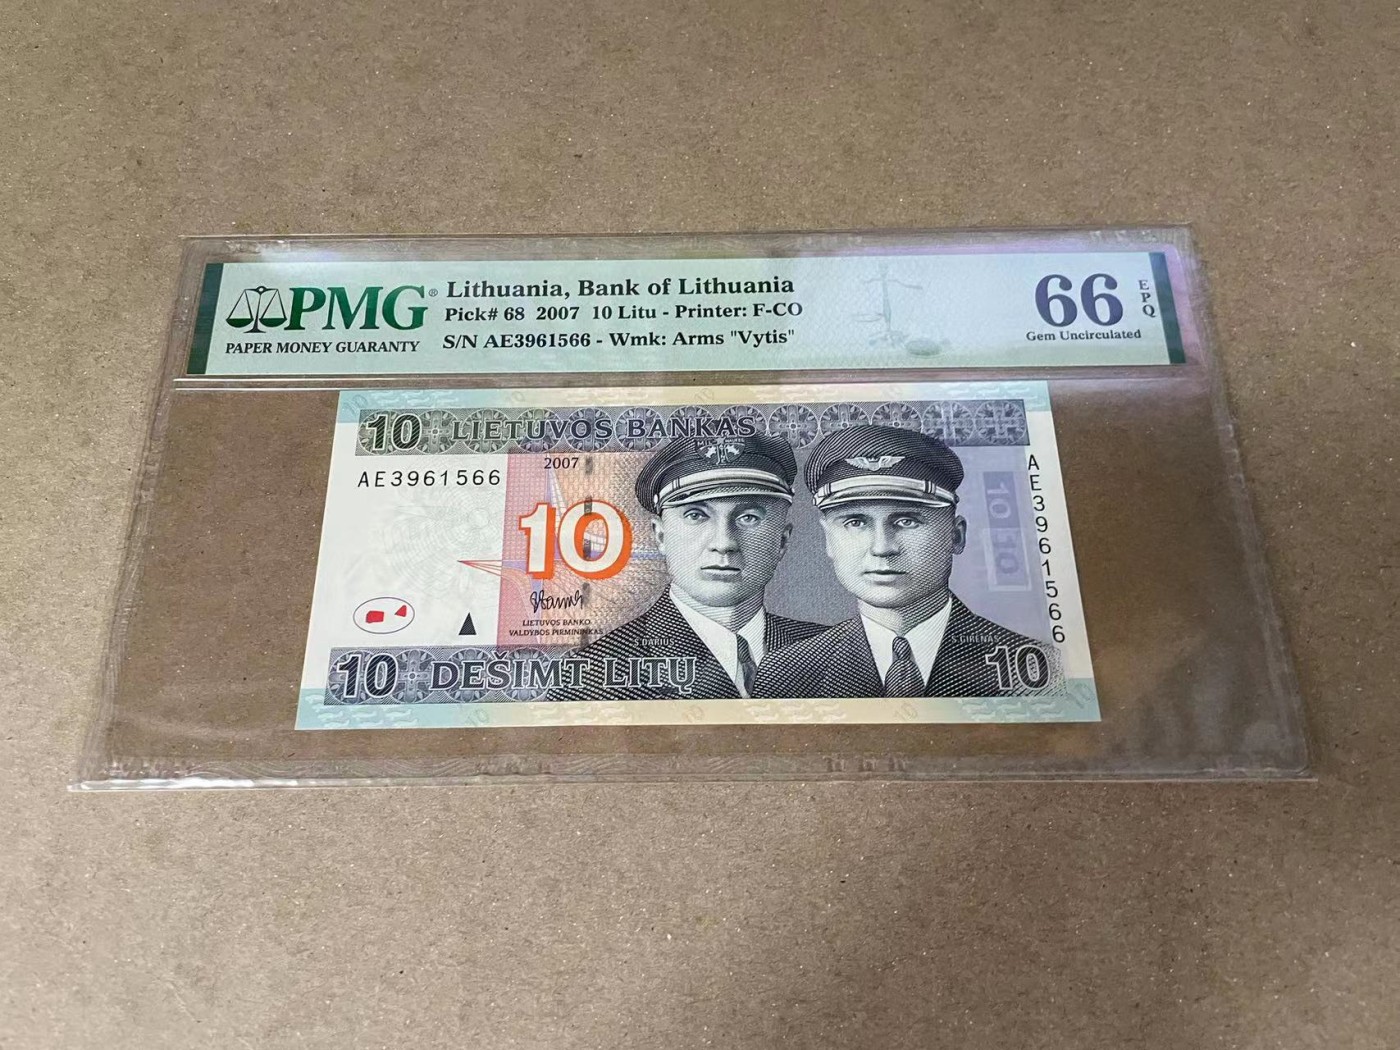 PMG®
PAPER MONEY GUARANTY
Lithuania, Bank of Lithuania
Pick# 68 2007 10 Litu - Printer: F-CO
S/N AE3961566 - Wmk: Arms "Vytis"
66
EPQ
Gem Uncirculated
10 LIETUVOS BANKAS
AE3961566
2007
10
LIETUVOS BANKO
VALDYBOS PIRMININKAS
S. DARIUS
S. GIRĖNAS
10 10
AE3961566
10 DEŠIMT LITŲ
10